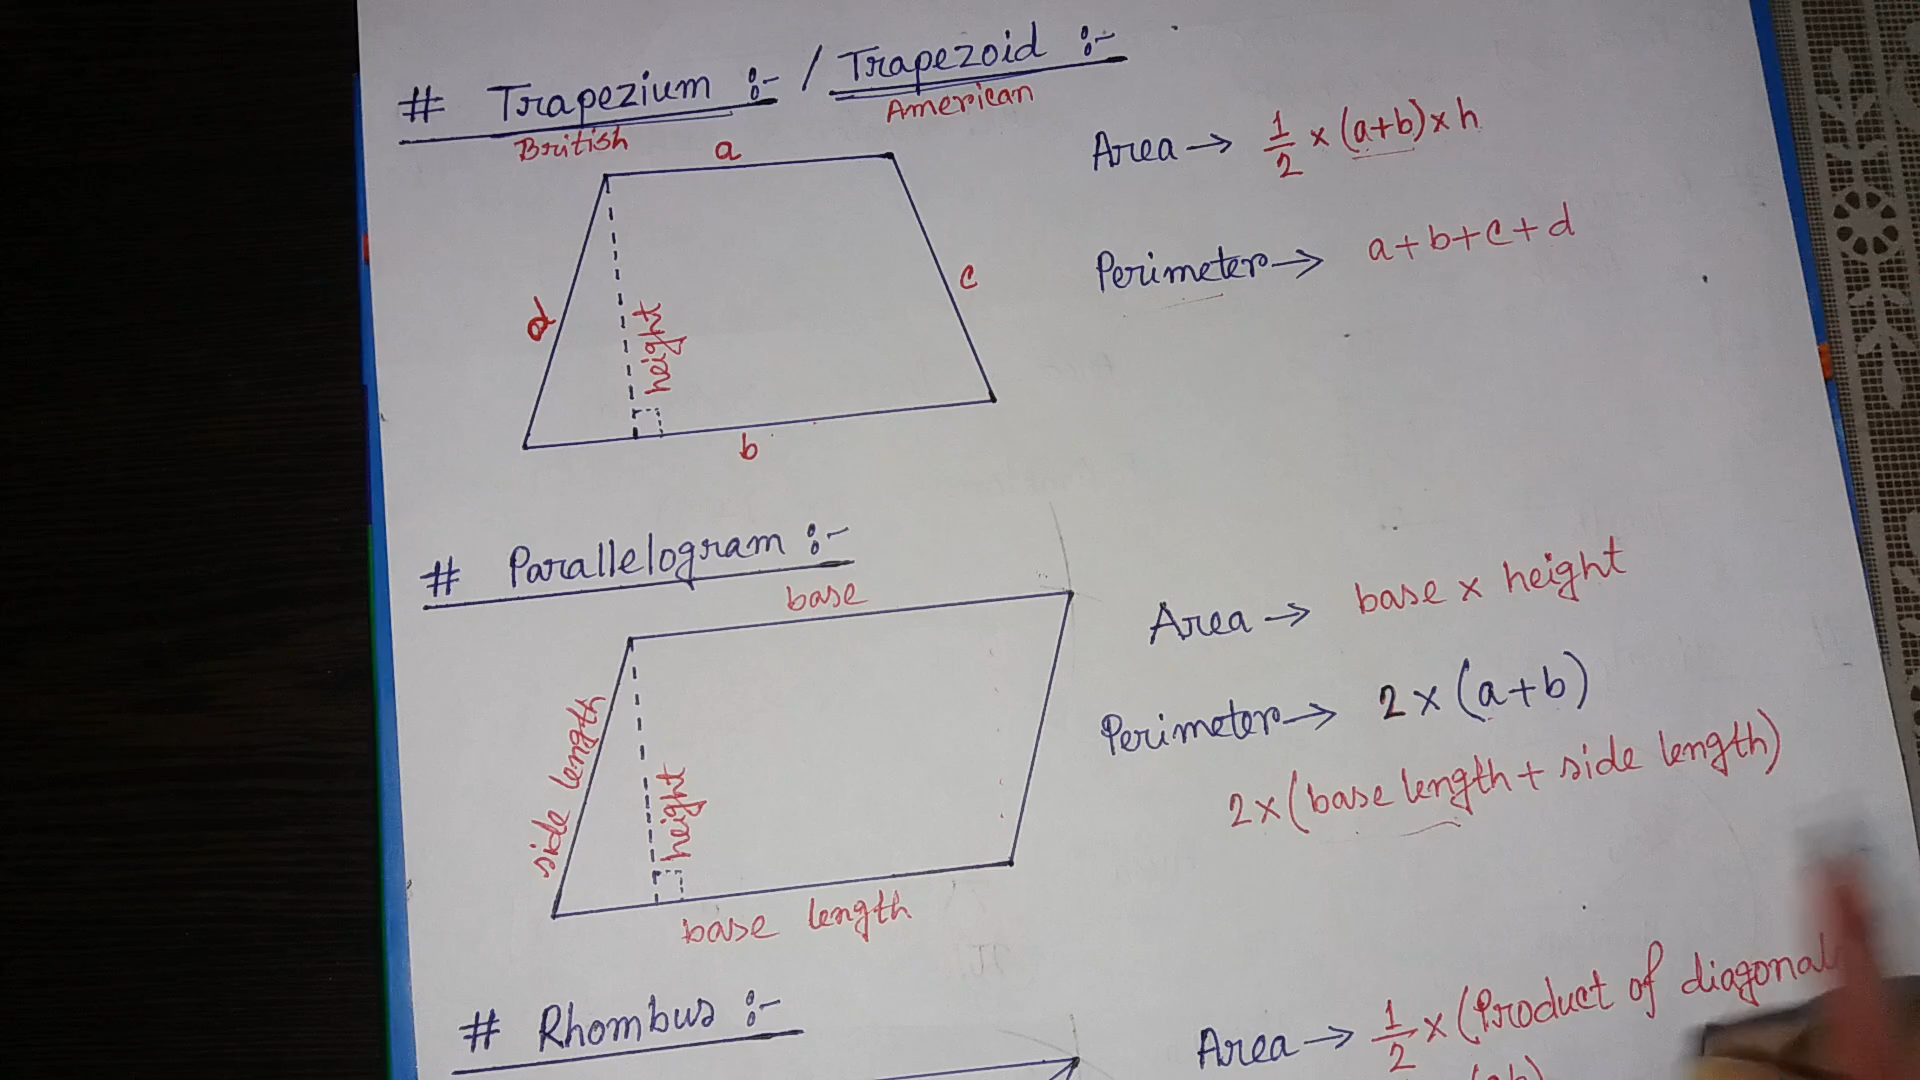 # Trapezium :- / Trapezoid :-
British American
a
d
height
c
b
Area → 1/2 × (a+b) × h
Perimeter → a+b+c+d
# Parallelogram :-
base
side length
height
base length
Area → base × height
Perimeter → 2 × (a+b)
2 × (base length + side length)
# Rhombus :-
Area → 1/2 × (Product of diagonal
(ab)